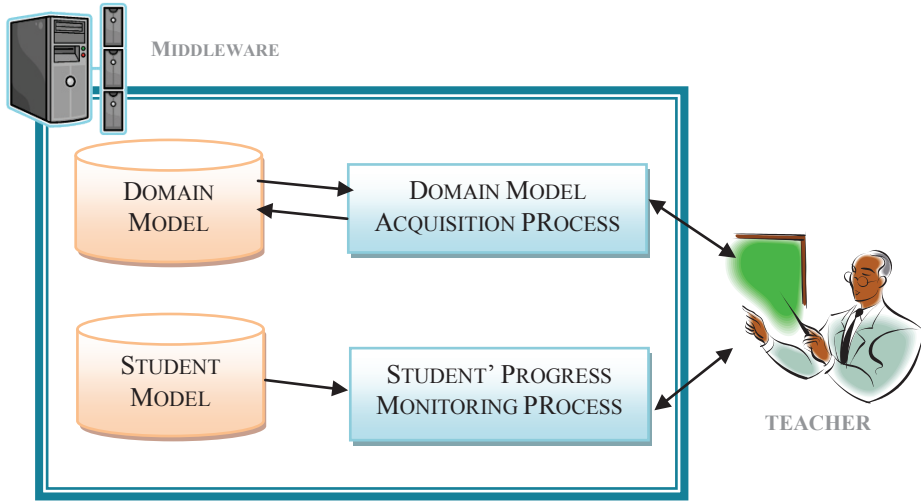 MIDDLEWARE
DOMAIN
MODEL
DOMAIN MODEL
ACQUISITION PROCESS
STUDENT
MODEL
STUDENT’ PROGRESS
MONITORING PROCESS
TEACHER